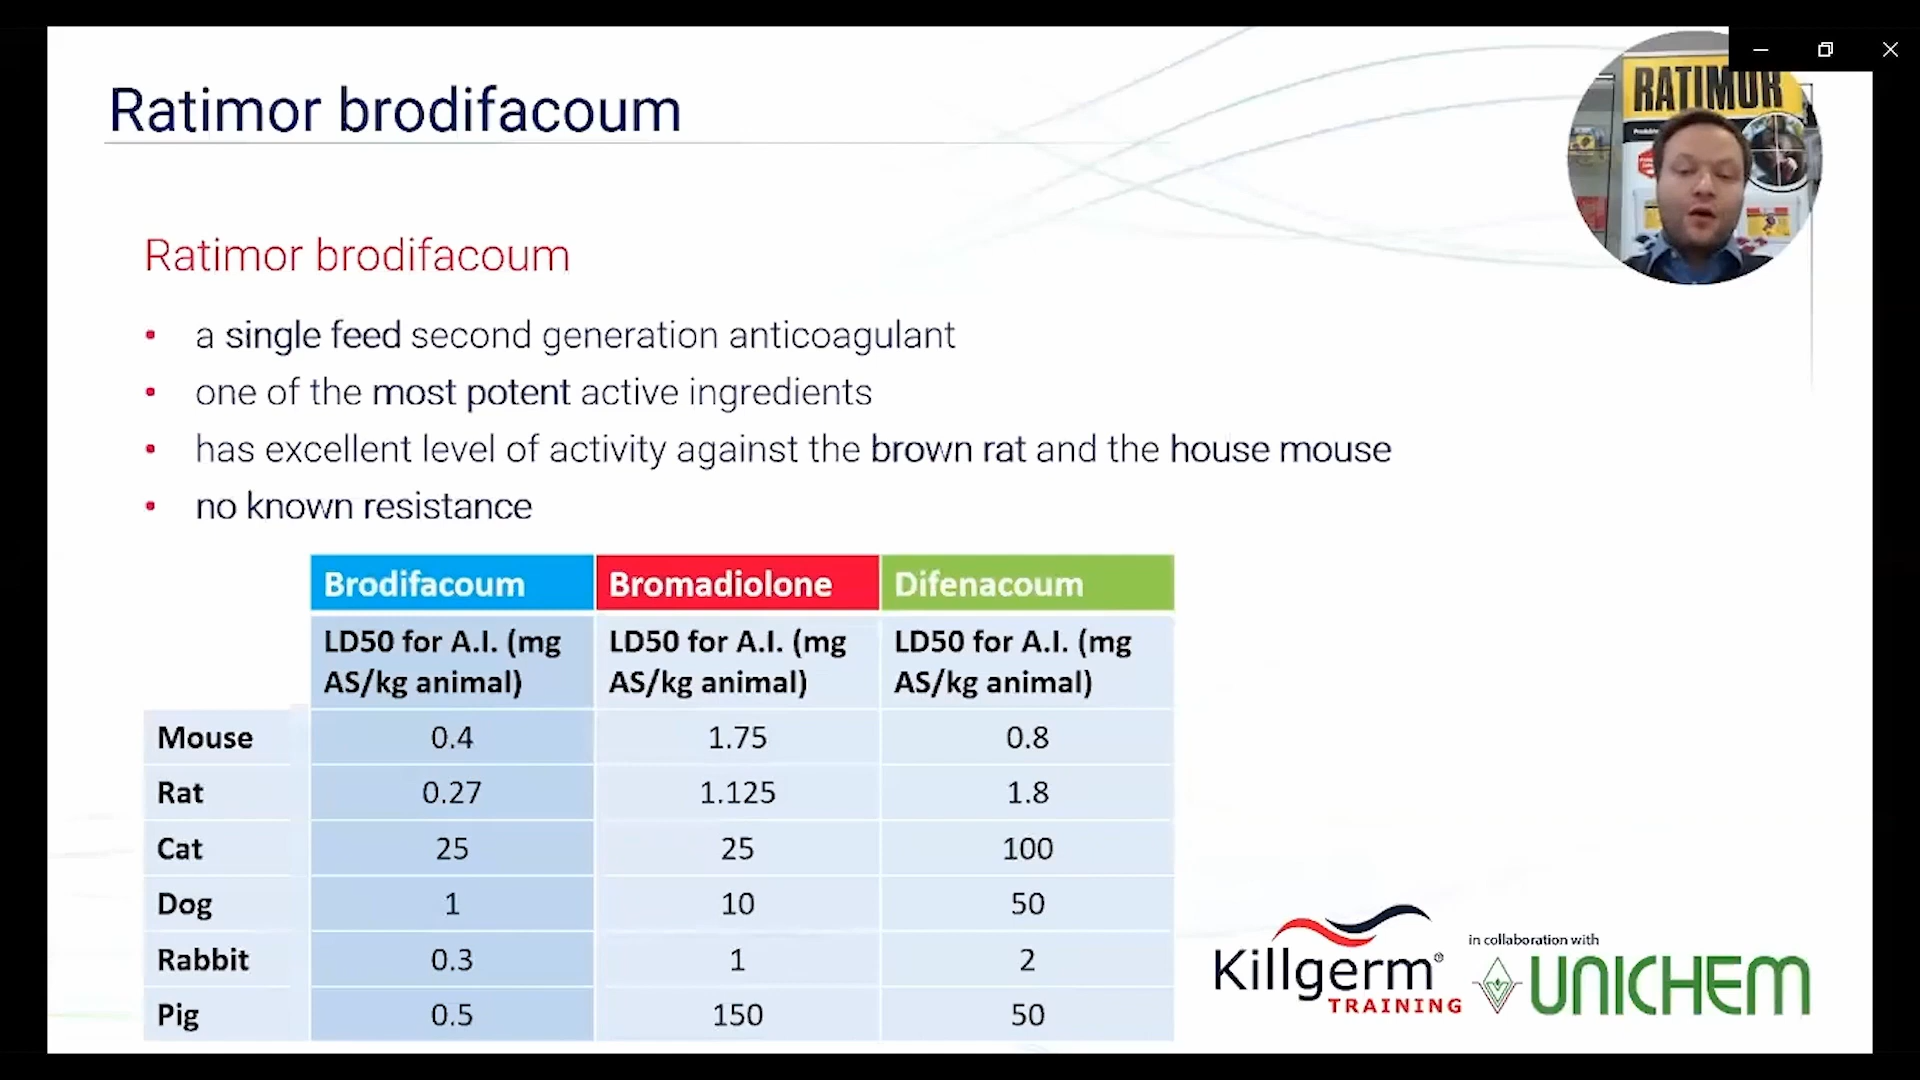 Ratimor brodifacoum
RATIMOR
Ratimor brodifacoum
• a single feed second generation anticoagulant
• one of the most potent active ingredients
• has excellent level of activity against the brown rat and the house mouse
• no known resistance
Brodifacoum Bromadiolone Difenacoum
LD50 for A.I. (mg LD50 for A.I. (mg LD50 for A.I. (mg
AS/kg animal) AS/kg animal) AS/kg animal)
Mouse 0.4 1.75 0.8
Rat 0.27 1.125 1.8
Cat 25 25 100
Dog 1 10 50
Rabbit 0.3 1 2
Pig 0.5 150 50
Killgerm®
TRAINING
in collaboration with
UNICHEM